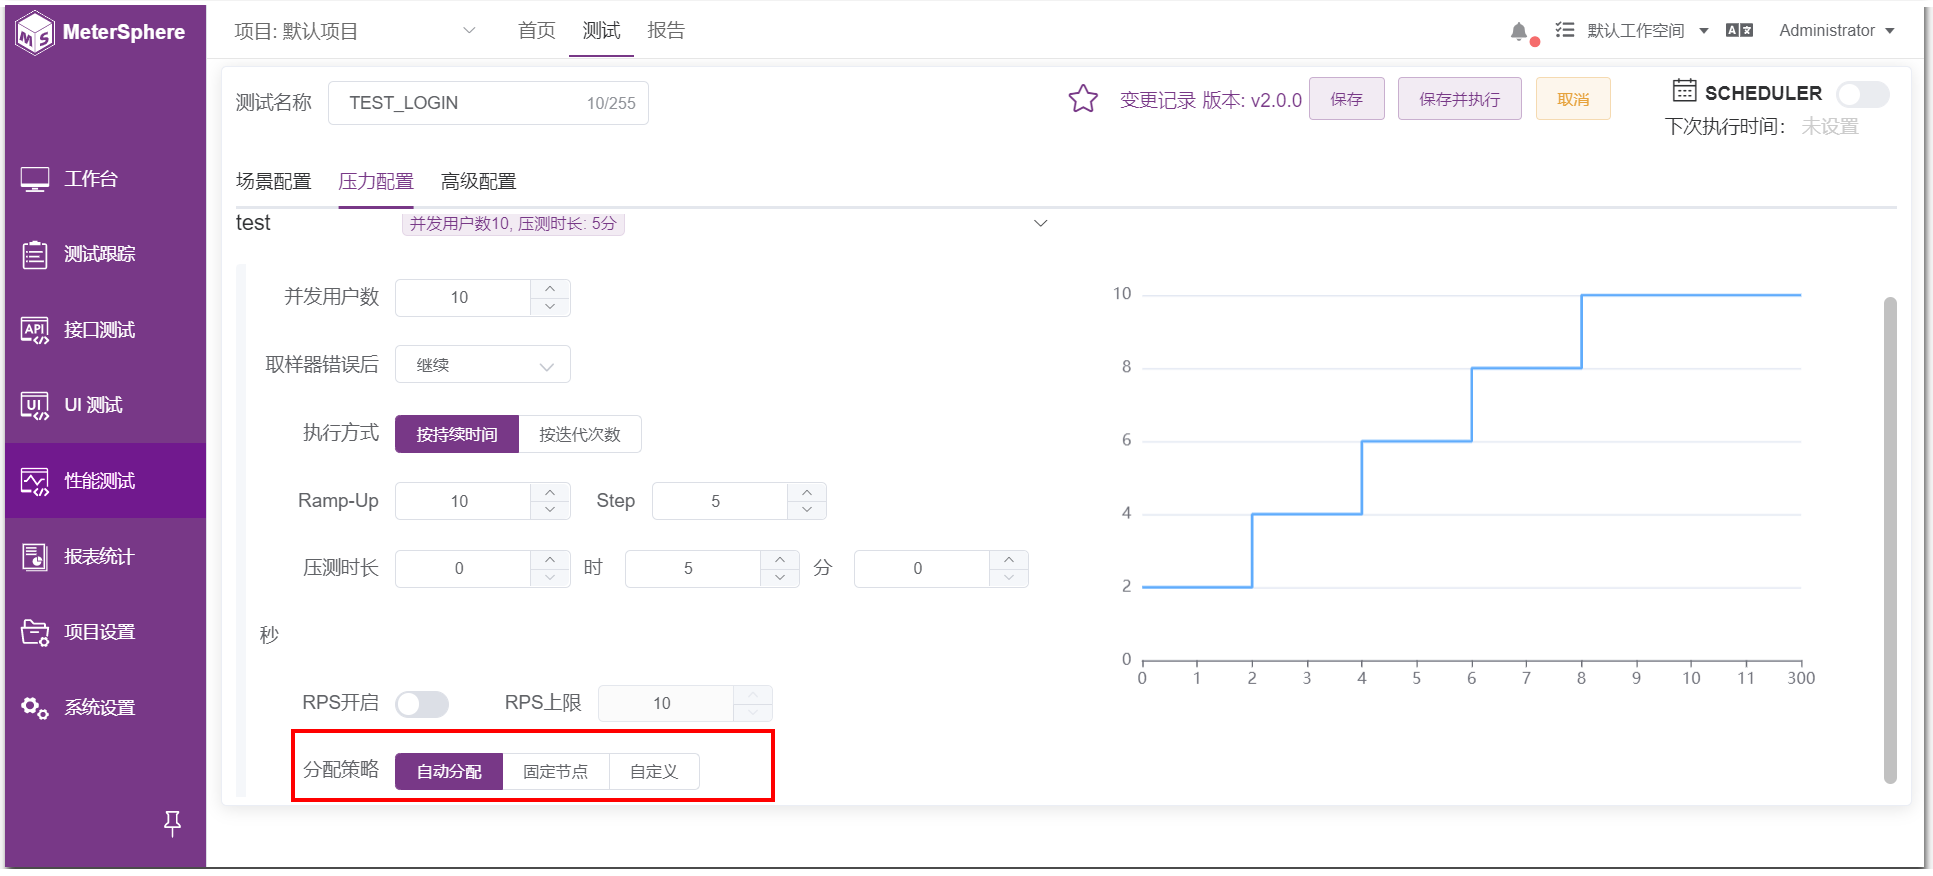 MeterSphere
项目: 默认项目
首页
测试
报告
默认工作空间
Administrator
测试名称
TEST_LOGIN
10/255
变更记录 版本: v2.0.0
保存
保存并执行
取消
SCHEDULER
下次执行时间：
未设置
工作台
测试跟踪
接口测试
UI 测试
性能测试
报表统计
项目设置
系统设置
场景配置
压力配置
高级配置
test
并发用户数10, 压测时长: 5分
并发用户数
10
取样器错误后
继续
执行方式
按持续时间
按迭代次数
Ramp-Up
10
Step
5
压测时长
0
时
5
分
0
秒
RPS开启
RPS上限
10
分配策略
自动分配
固定节点
自定义
10
8
6
4
2
0
0 1 2 3 4 5 6 7 8 9 10 11 300